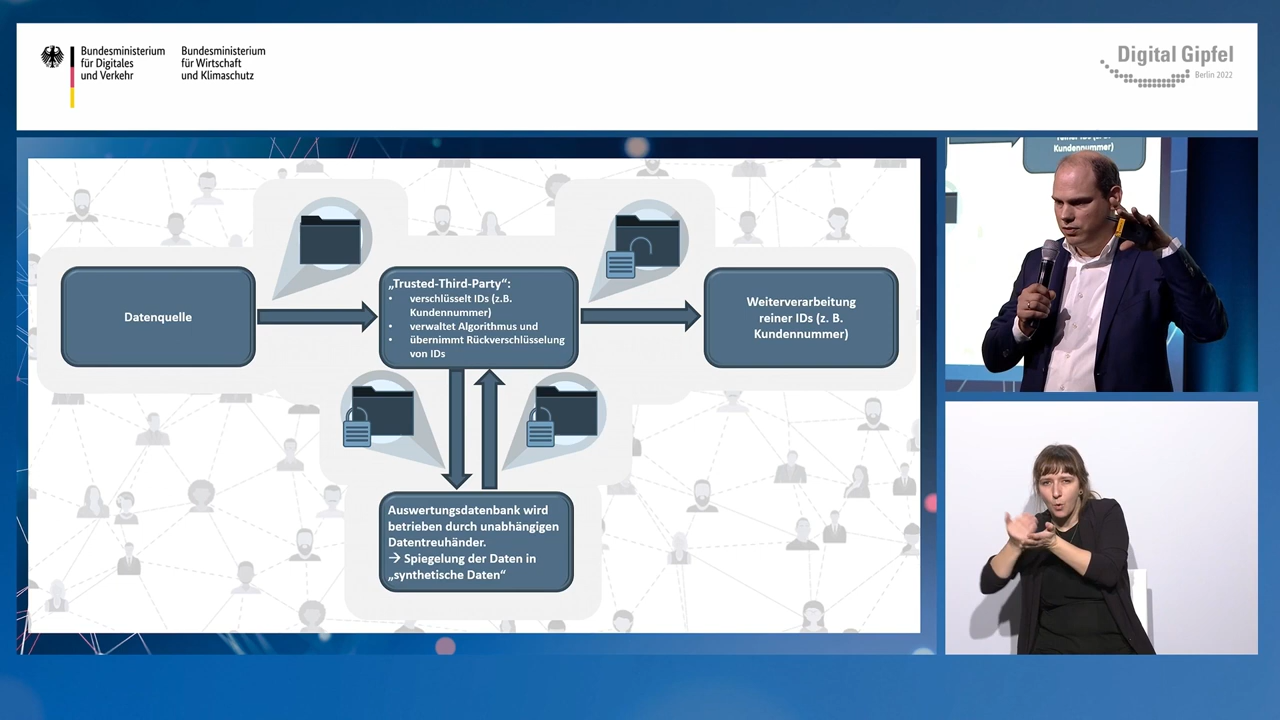 Bundesministerium
für Digitales
und Verkehr
Bundesministerium
für Wirtschaft
und Klimaschutz
Digital Gipfel
Berlin 2022
Datenquelle
„Trusted-Third-Party“:
• verschlüsselt IDs (z.B.
Kundennummer)
• verwaltet Algorithmus und
• übernimmt Rückverschlüsselung
von IDs
Weiterverarbeitung
reiner IDs (z. B.
Kundennummer)
Auswertungsdatenbank wird
betrieben durch unabhängigen
Datentreuhänder.
→ Spiegelung der Daten in
„synthetische Daten“
reiner IDs (z. B.
Kundennummer)